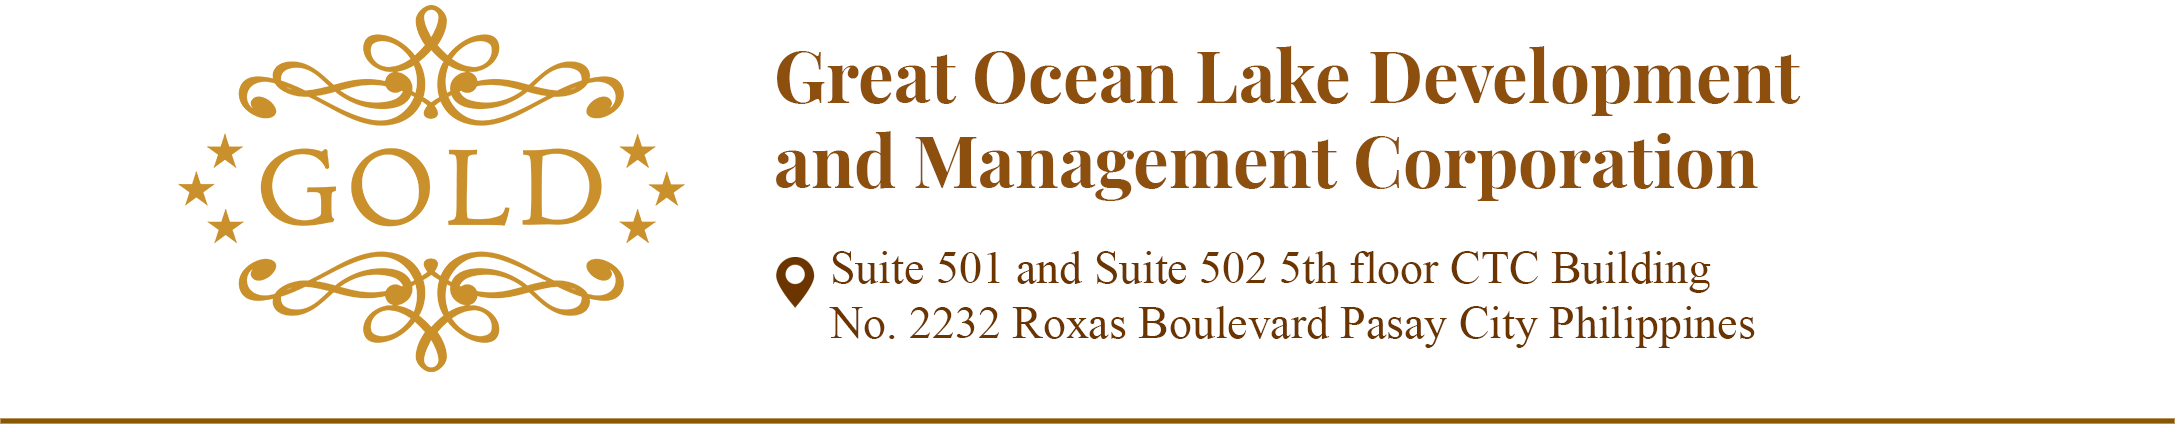 GOLD
Great Ocean Lake Development
and Management Corporation
Suite 501 and Suite 502 5th floor CTC Building
No. 2232 Roxas Boulevard Pasay City Philippines